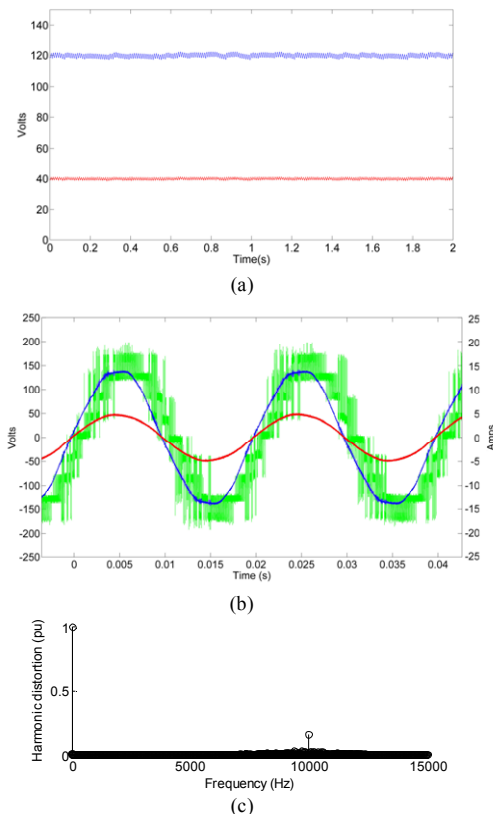 140
120
100
80
60
40
20
0
Volts
0 0.2 0.4 0.6 0.8 1 1.2 1.4 1.6 1.8 2
Time(s)
(a)
250 25
200 20
150 15
100 10
50 5
0 0
-50 -5
-100 -10
-150 -15
-200 -20
-250 -25
Volts
Amps
0 0.005 0.01 0.015 0.02 0.025 0.03 0.035 0.04
Time (s)
(b)
Harmonic distortion (pu)
1
0.5
0
0 5000 10000 15000
Frequency (Hz)
(c)